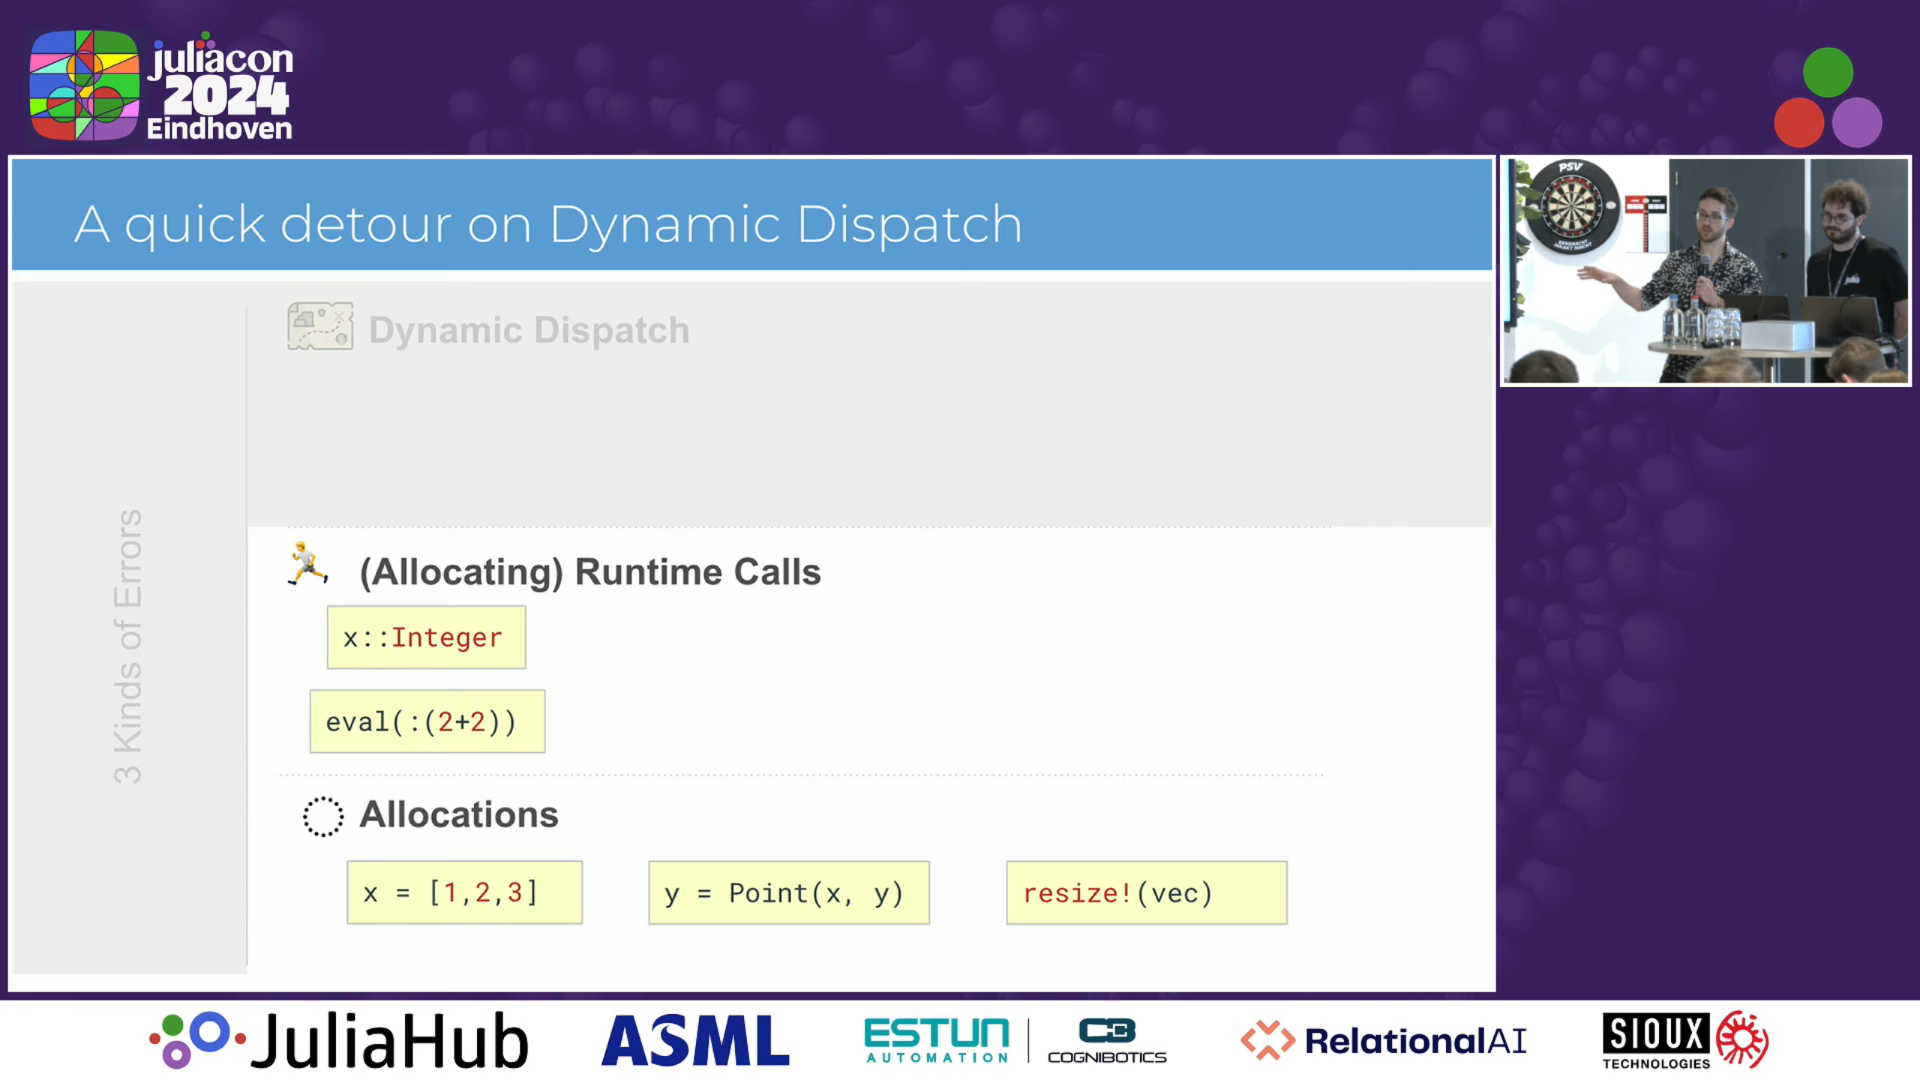 juliacon
2024
Eindhoven
A quick detour on Dynamic Dispatch
PSV
Dynamic Dispatch
3 Kinds of Errors
(Allocating) Runtime Calls
x::Integer
eval(:(2+2))
Allocations
x = [1,2,3]
y = Point(x, y)
resize!(vec)
JuliaHub
ASML
ESTUN
AUTOMATION
COGNIBOTICS
RelationalAI
SIOUX
TECHNOLOGIES